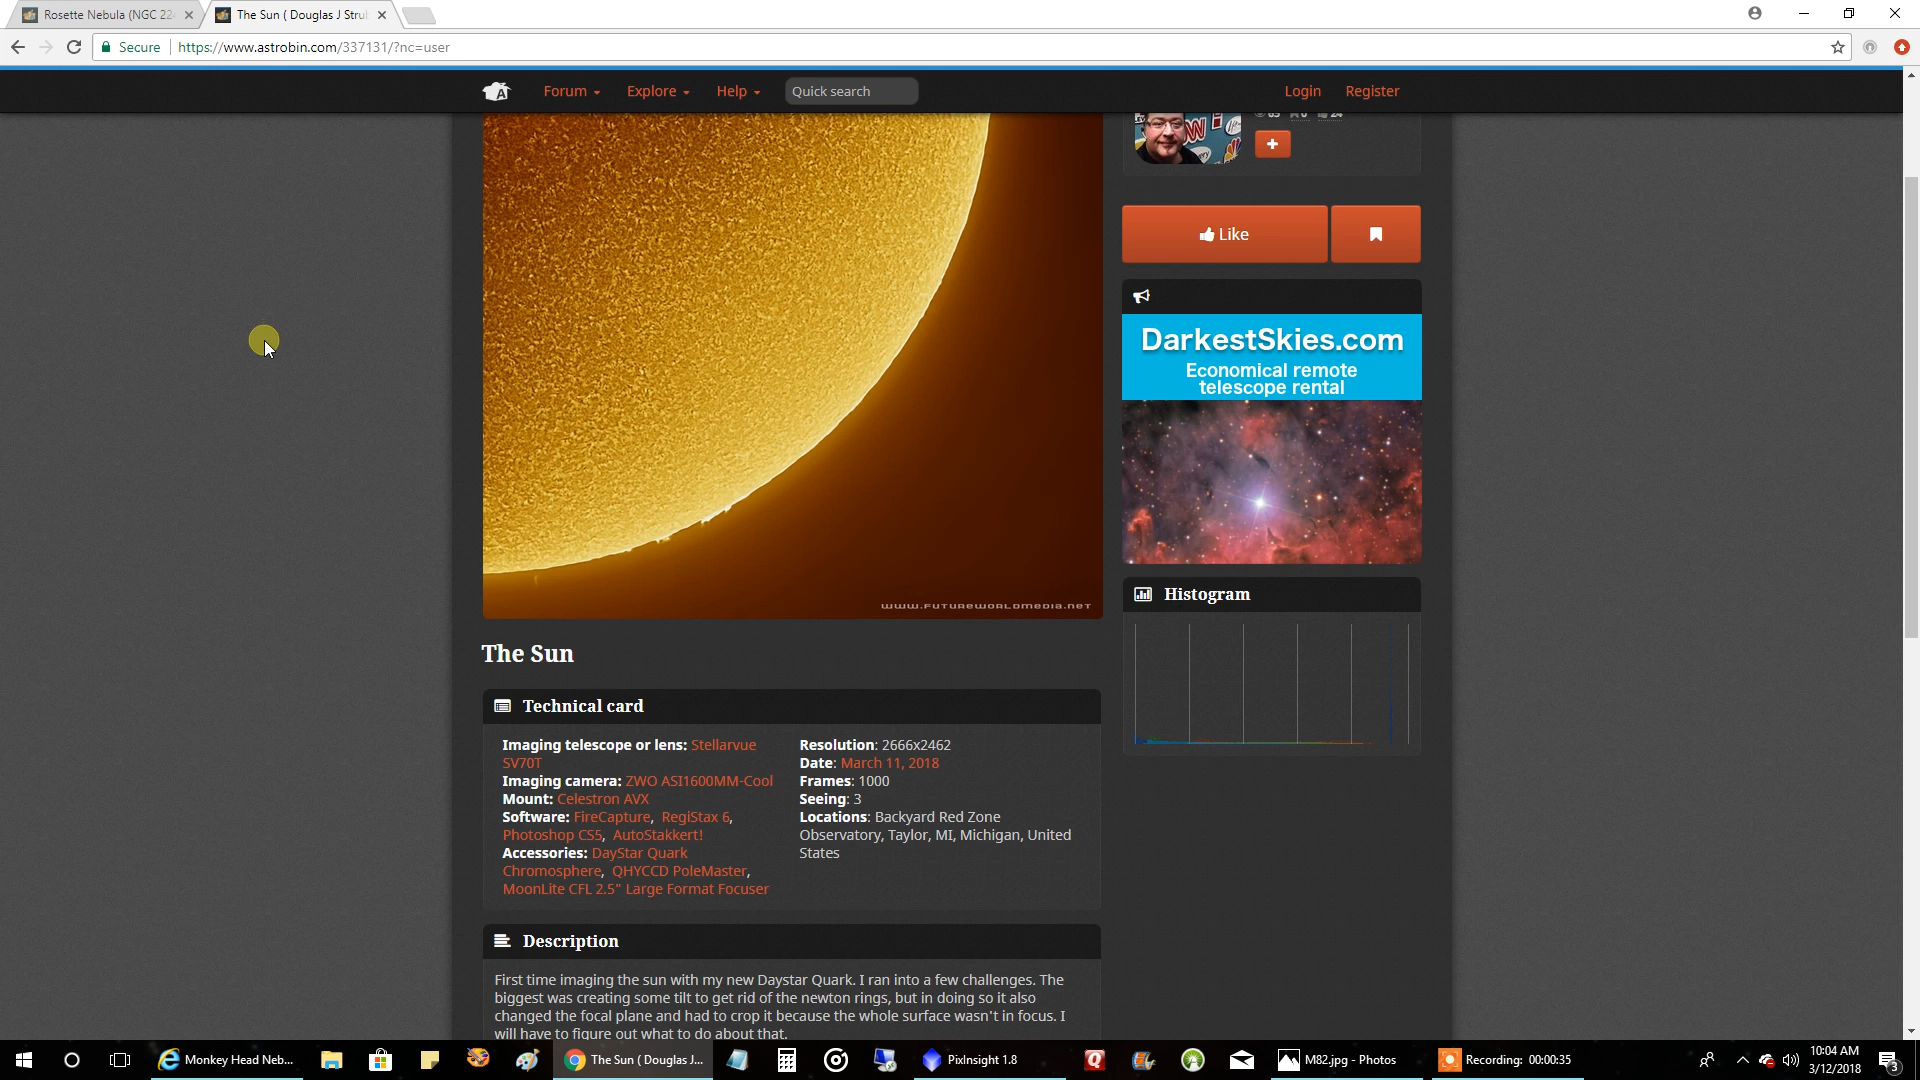 Rosette Nebula (NGC 224
The Sun ( Douglas J Strub
Secure
https://www.astrobin.com/337131/?nc=user
Forum
Explore
Help
Quick search
Login
Register
Like
DarkestSkies.com
Economical remote
telescope rental
Histogram
www.futureworldmedia.net
The Sun
Technical card
Imaging telescope or lens: Stellarvue
SV70T
Imaging camera: ZWO ASI1600MM-Cool
Mount: Celestron AVX
Software: FireCapture, RegiStax 6,
Photoshop CS5, AutoStakkert!
Accessories: DayStar Quark
Chromosphere, QHYCCD PoleMaster,
MoonLite CFL 2.5" Large Format Focuser
Resolution: 2666x2462
Date: March 11, 2018
Frames: 1000
Seeing: 3
Locations: Backyard Red Zone
Observatory, Taylor, MI, Michigan, United
States
Description
First time imaging the sun with my new Daystar Quark. I ran into a few challenges. The
biggest was creating some tilt to get rid of the newton rings, but in doing so it also
changed the focal plane and had to crop it because the whole surface wasn't in focus. I
will have to figure out what to do about that.
Monkey Head Neb...
The Sun ( Douglas J...
PixInsight 1.8
M82.jpg - Photos
Recording: 00:00:35
10:04 AM
3/12/2018
3